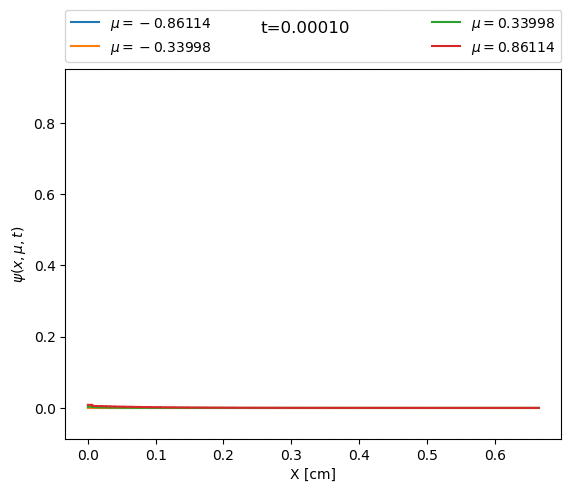 μ = −0.86114
μ = −0.33998
t=0.00010
μ = 0.33998
μ = 0.86114
ψ(x, μ, t)
0.8
0.6
0.4
0.2
0.0
0.0 0.1 0.2 0.3 0.4 0.5 0.6
X [cm]